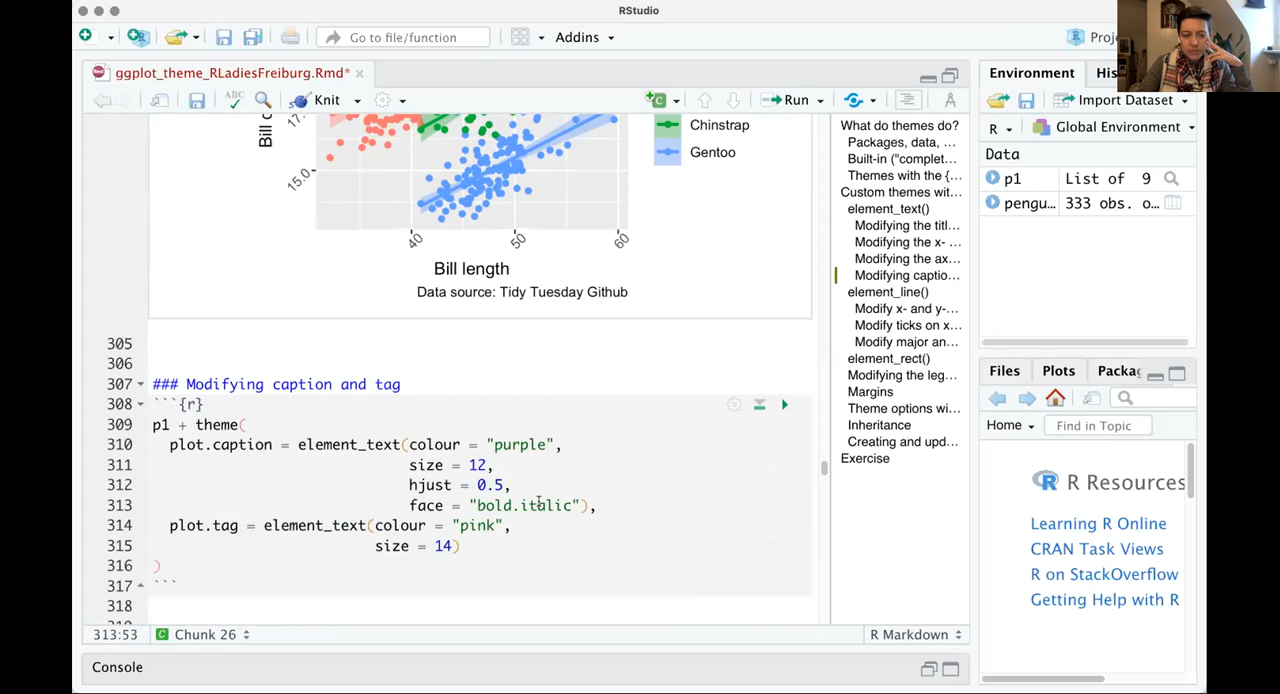 RStudio
Go to file/function
Addins
ggplot_theme_RLadiesFreiburg.Rmd*
ABC
Knit
Run
17.
15.0
Chinstrap
Gentoo
40
50
60
Bill length
Data source: Tidy Tuesday Github
305
306
307 ### Modifying caption and tag
308 ```{r}
309 p1 + theme(
310 plot.caption = element_text(colour = "purple",
311 size = 12,
312 hjust = 0.5,
313 face = "bold.italic"),
314 plot.tag = element_text(colour = "pink",
315 size = 14)
316 )
317 ```
318
313:53
Chunk 26
R Markdown
Console
What do themes do?
Packages, data, ...
Built-in ("complet...
Themes with the {...
Custom themes wit...
element_text()
Modifying the titl...
Modifying the x- ...
Modifying the ax...
Modifying captio...
element_line()
Modify x- and y-...
Modify ticks on x...
Modify major an...
element_rect()
Modifying the leg...
Margins
Theme options wi...
Inheritance
Creating and upd...
Exercise
Environment
Import Dataset
R
Global Environment
Data
p1 List of 9
pengu... 333 obs. o...
Files
Plots
Home
Find in Topic
R Resources
Learning R Online
CRAN Task Views
R on StackOverflow
Getting Help with R